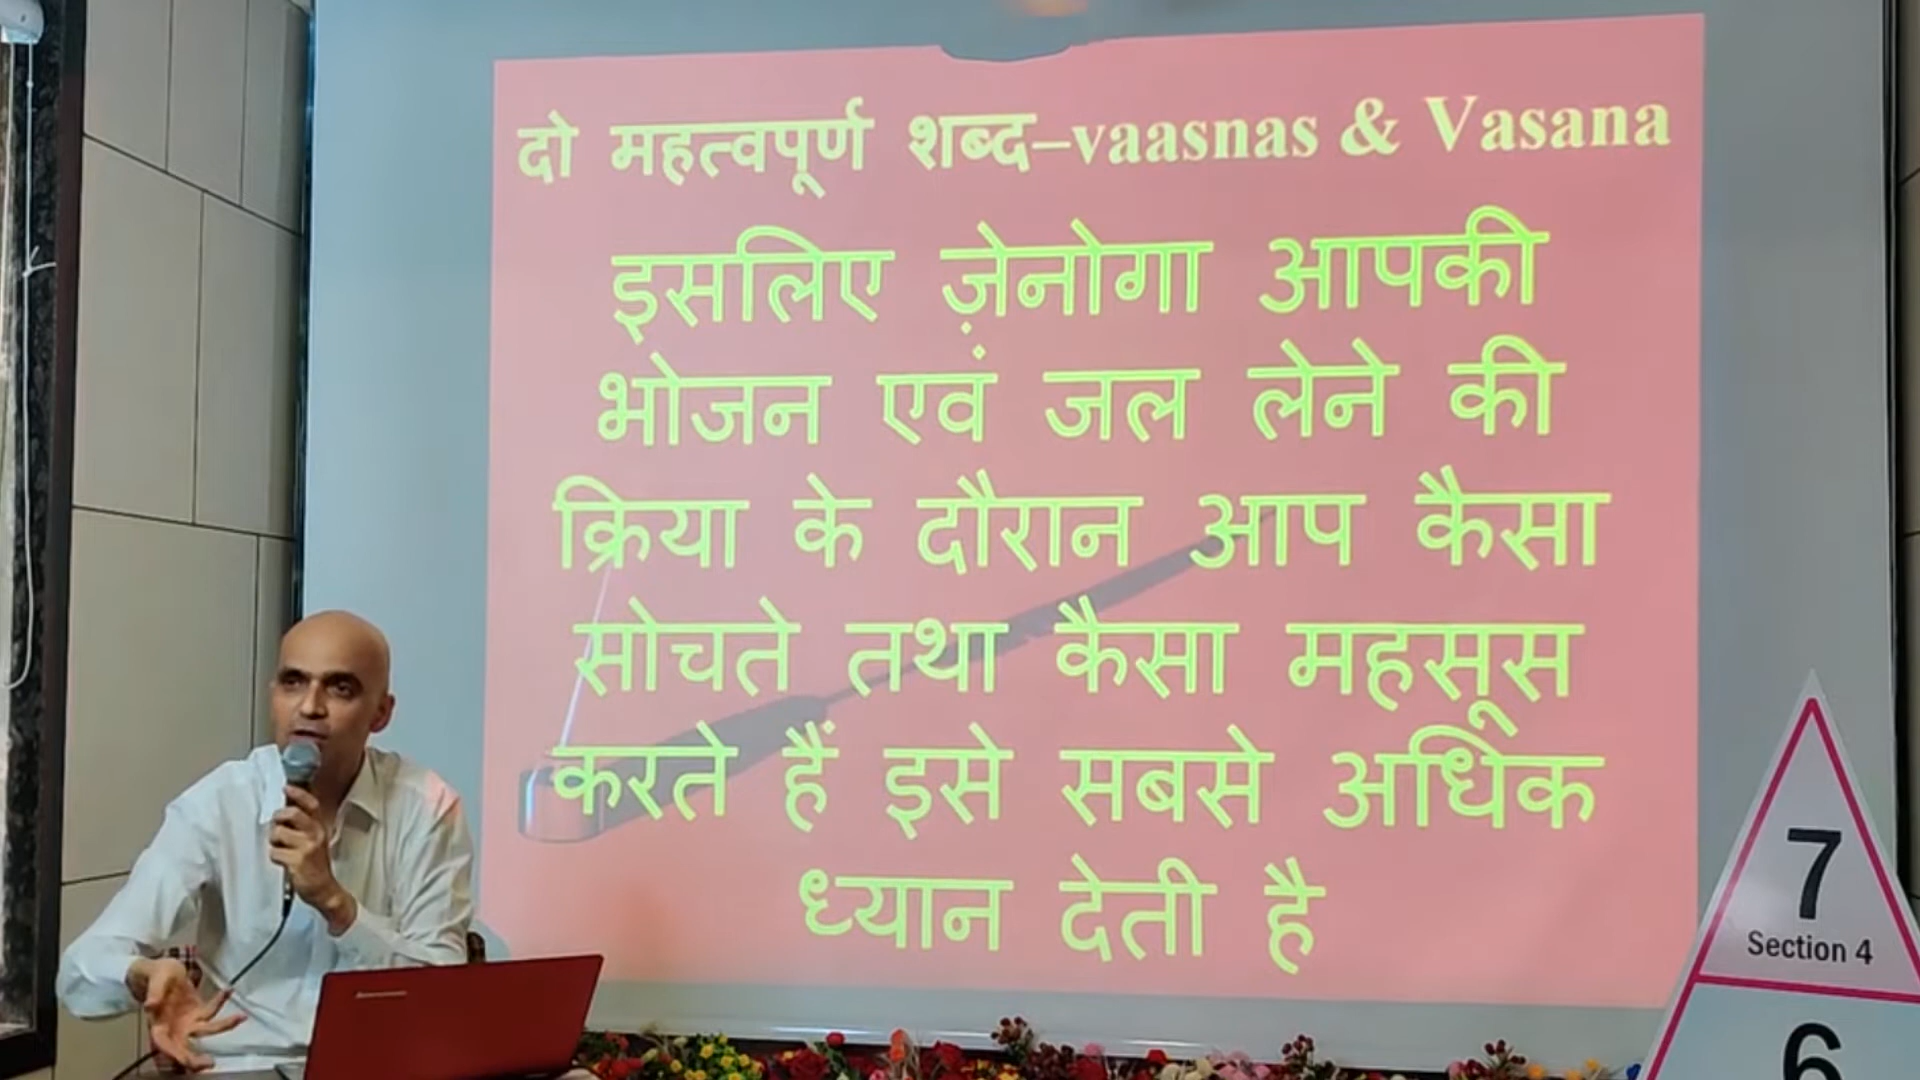 दो महत्वपूर्ण शब्द–vaasnas & Vasana
इसलिए ज़ेनोगा आपकी
भोजन एवं जल लेने की
क्रिया के दौरान आप कैसा
सोचते तथा कैसा महसूस
करते हैं इसे सबसे अधिक
ध्यान देती है
7
Section 4
6